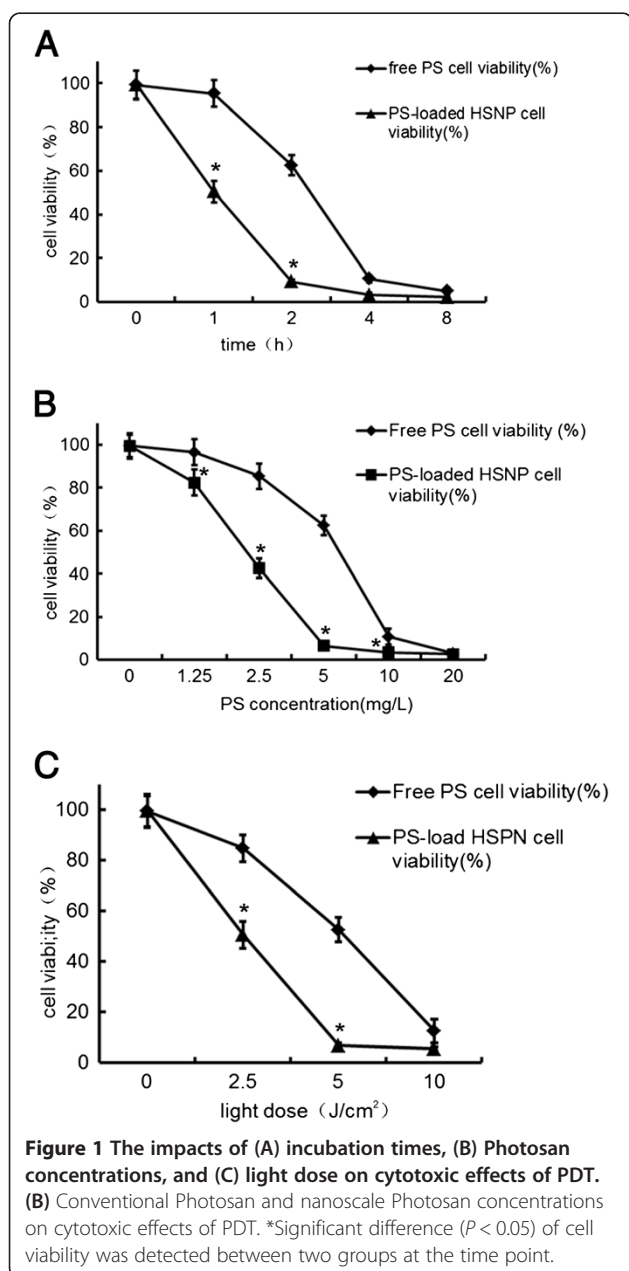 A
100
80
60
40
20
0
cell viability (%)
free PS cell viability(%)
PS-loaded HSNP cell
viability(%)
*
*
0 1 2 4 8
time (h)
B
100
80
60
40
20
0
cell viability (%)
Free PS cell viability (%)
PS-loaded HSNP cell
viability(%)
*
*
*
*
0 1.25 2.5 5 10 20
PS concentration(mg/L)
C
100
80
60
40
20
0
cell viabi;ity (%)
Free PS cell viability(%)
PS-load HSPN cell
viability(%)
*
*
0 2.5 5 10
light dose (J/cm²)
Figure 1 The impacts of (A) incubation times, (B) Photosan
concentrations, and (C) light dose on cytotoxic effects of PDT.
(B) Conventional Photosan and nanoscale Photosan concentrations
on cytotoxic effects of PDT. *Significant difference (P < 0.05) of cell
viability was detected between two groups at the time point.